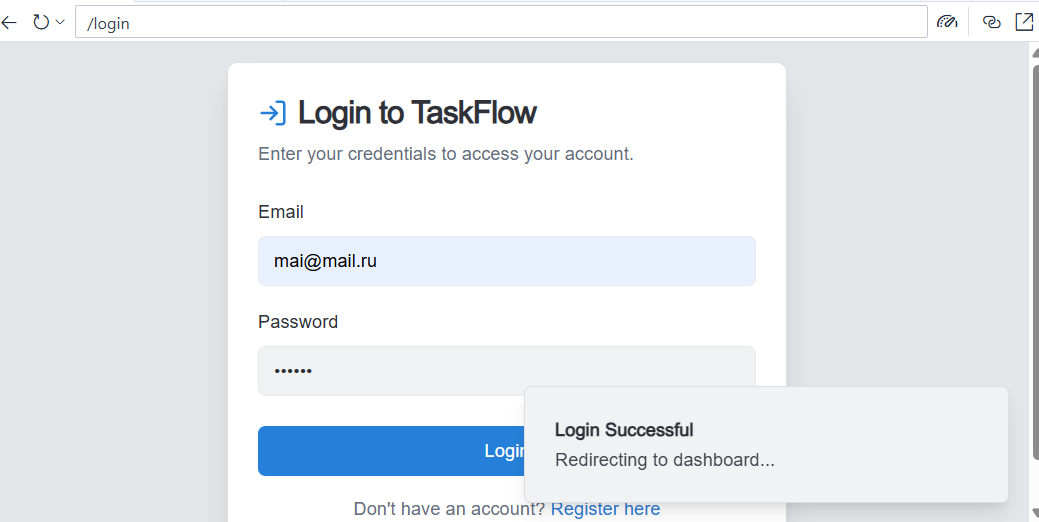 /login
Login to TaskFlow
Enter your credentials to access your account.
Email
mai@mail.ru
Password
••••••
Login Successful
Redirecting to dashboard...
Don't have an account? Register here